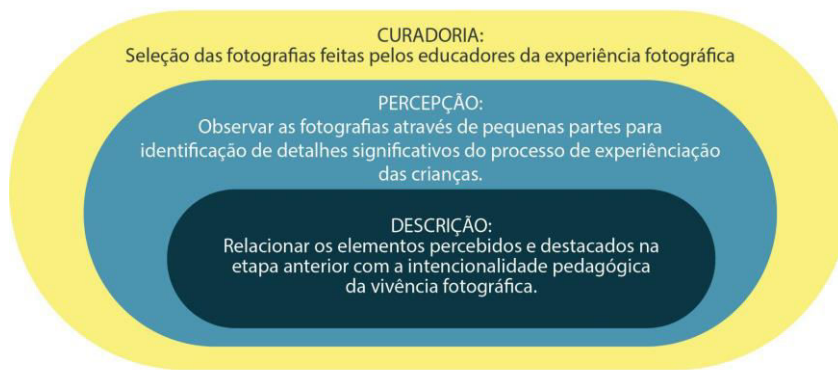 CURADORIA:
Seleção das fotografias feitas pelos educadores da experiência fotográfica
PERCEPÇÃO:
Observar as fotografias através de pequenas partes para
identificação de detalhes significativos do processo de experiênciação
das crianças.
DESCRIÇÃO:
Relacionar os elementos percebidos e destacados na
etapa anterior com a intencionalidade pedagógica
da vivência fotográfica.